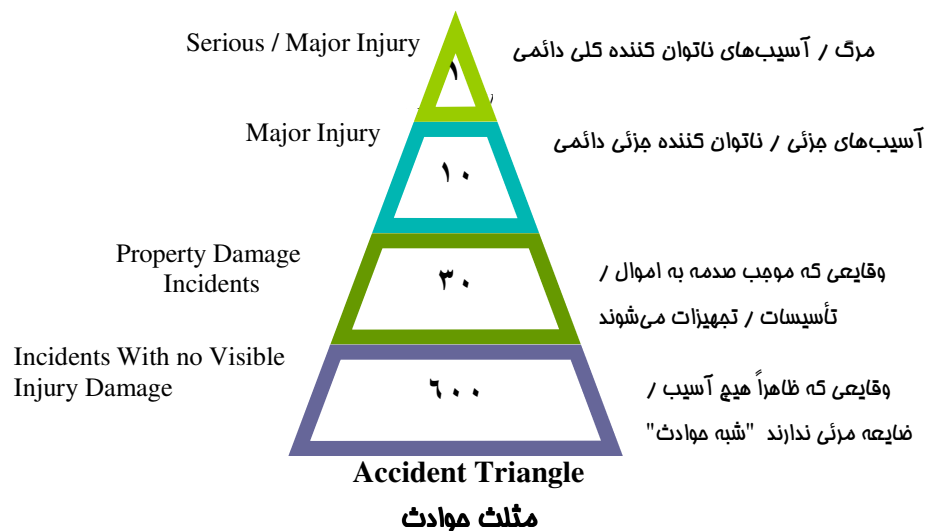 Serious / Major Injury
۱
مرگ / آسیب‌های ناتوان کننده کلی دائمی
Major Injury
۱۰
آسیب‌های جزئی / ناتوان کننده جزئی دائمی
Property Damage
Incidents
۳۰
وقایعی که موجب صدمه به اموال /
تأسیسات / تجهیزات می‌شوند
Incidents With no Visible
Injury Damage
٦۰۰
وقایعی که ظاهراً هیچ آسیب /
ضایعه مرئی ندارند "شبه حوادث"
Accident Triangle
مثلث حوادث